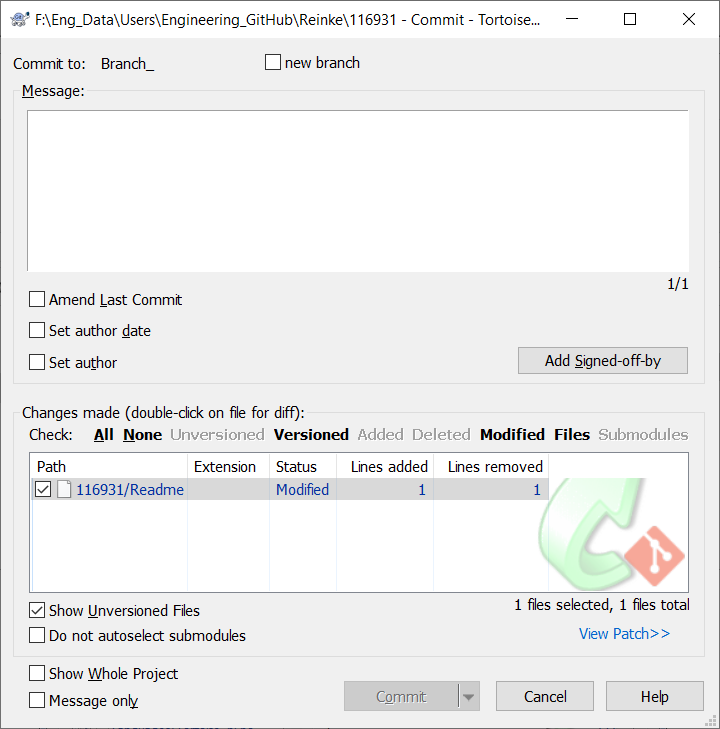 F:\Eng_Data\Users\Engineering_GitHub\Reinke\116931 - Commit - Tortoise...
Commit to: Branch_ new branch
Message:
1/1
Amend Last Commit
Set author date
Set author
Add Signed-off-by
Changes made (double-click on file for diff):
Check: All None Unversioned Versioned Added Deleted Modified Files Submodules
Path Extension Status Lines added Lines removed
116931/Readme Modified 1 1
Show Unversioned Files
1 files selected, 1 files total
Do not autoselect submodules
View Patch>>
Show Whole Project
Message only
Commit Cancel Help